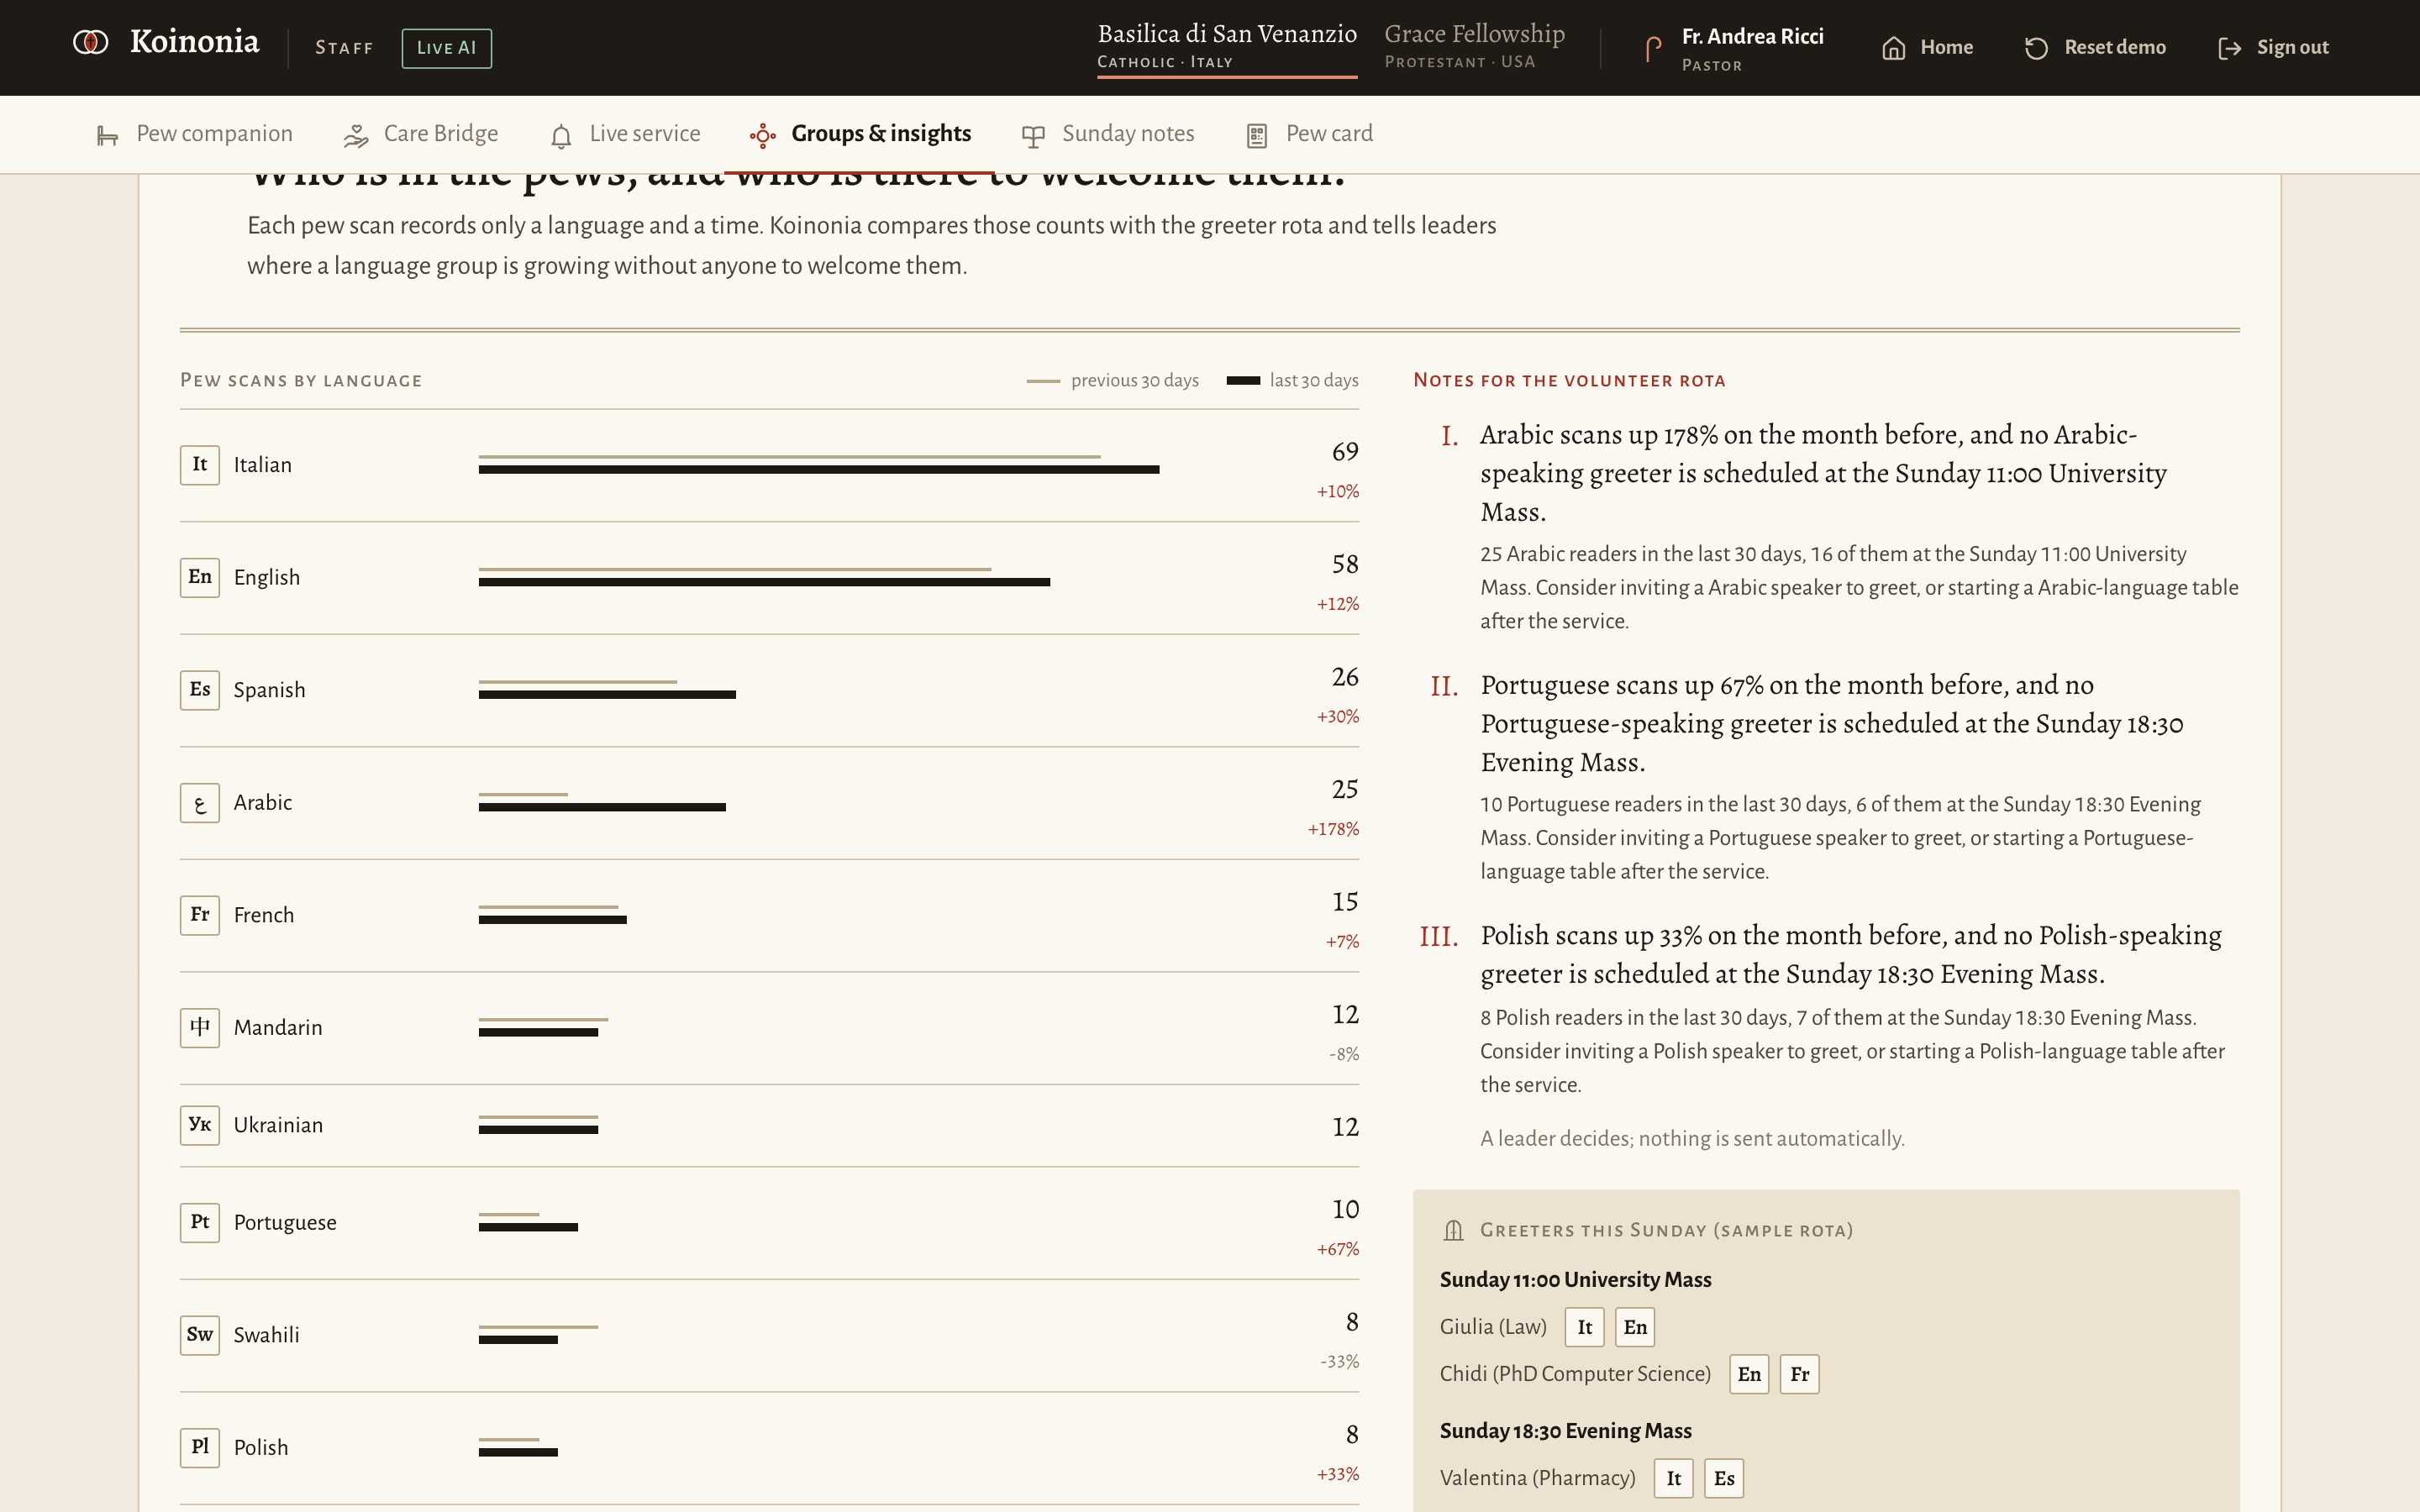 Koinonia
STAFF
LIVE AI
Basilica di San Venanzio
CATHOLIC · ITALY
Grace Fellowship
PROTESTANT · USA
Fr. Andrea Ricci
PASTOR
Home
Reset demo
Sign out
Pew companion
Care Bridge
Live service
Groups & insights
Sunday notes
Pew card
Who is in the pews, and who is there to welcome them.
Each pew scan records only a language and a time. Koinonia compares those counts with the greeter rota and tells leaders
where a language group is growing without anyone to welcome them.
PEW SCANS BY LANGUAGE
previous 30 days
last 30 days
It Italian 69
+10%
En English 58
+12%
Es Spanish 26
+30%
ع Arabic 25
+178%
Fr French 15
+7%
中 Mandarin 12
-8%
Ук Ukrainian 12
Pt Portuguese 10
+67%
Sw Swahili 8
-33%
Pl Polish 8
+33%
NOTES FOR THE VOLUNTEER ROTA
I. Arabic scans up 178% on the month before, and no Arabic-
speaking greeter is scheduled at the Sunday 11:00 University
Mass.
25 Arabic readers in the last 30 days, 16 of them at the Sunday 11:00 University
Mass. Consider inviting a Arabic speaker to greet, or starting a Arabic-language table
after the service.
II. Portuguese scans up 67% on the month before, and no
Portuguese-speaking greeter is scheduled at the Sunday 18:30
Evening Mass.
10 Portuguese readers in the last 30 days, 6 of them at the Sunday 18:30 Evening
Mass. Consider inviting a Portuguese speaker to greet, or starting a Portuguese-
language table after the service.
III. Polish scans up 33% on the month before, and no Polish-speaking
greeter is scheduled at the Sunday 18:30 Evening Mass.
8 Polish readers in the last 30 days, 7 of them at the Sunday 18:30 Evening Mass.
Consider inviting a Polish speaker to greet, or starting a Polish-language table after
the service.
A leader decides; nothing is sent automatically.
GREETERS THIS SUNDAY (SAMPLE ROTA)
Sunday 11:00 University Mass
Giulia (Law) It En
Chidi (PhD Computer Science) En Fr
Sunday 18:30 Evening Mass
Valentina (Pharmacy) It Es